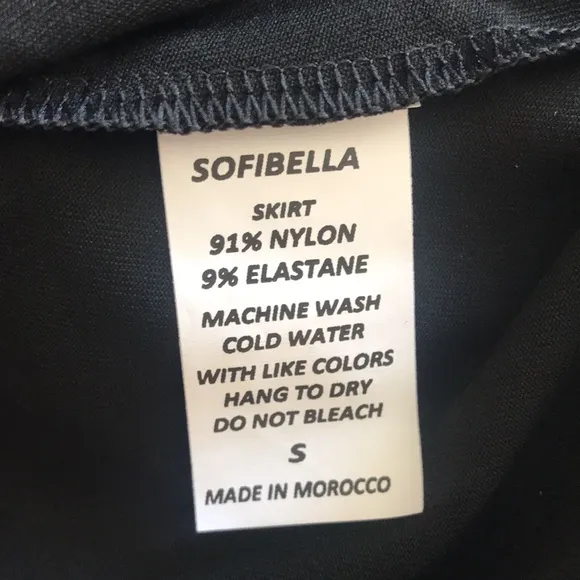 SOFIBELLA
SKIRT
91% NYLON
9% ELASTANE
MACHINE WASH
COLD WATER
WITH LIKE COLORS
HANG TO DRY
DO NOT BLEACH
S
MADE IN MOROCCO